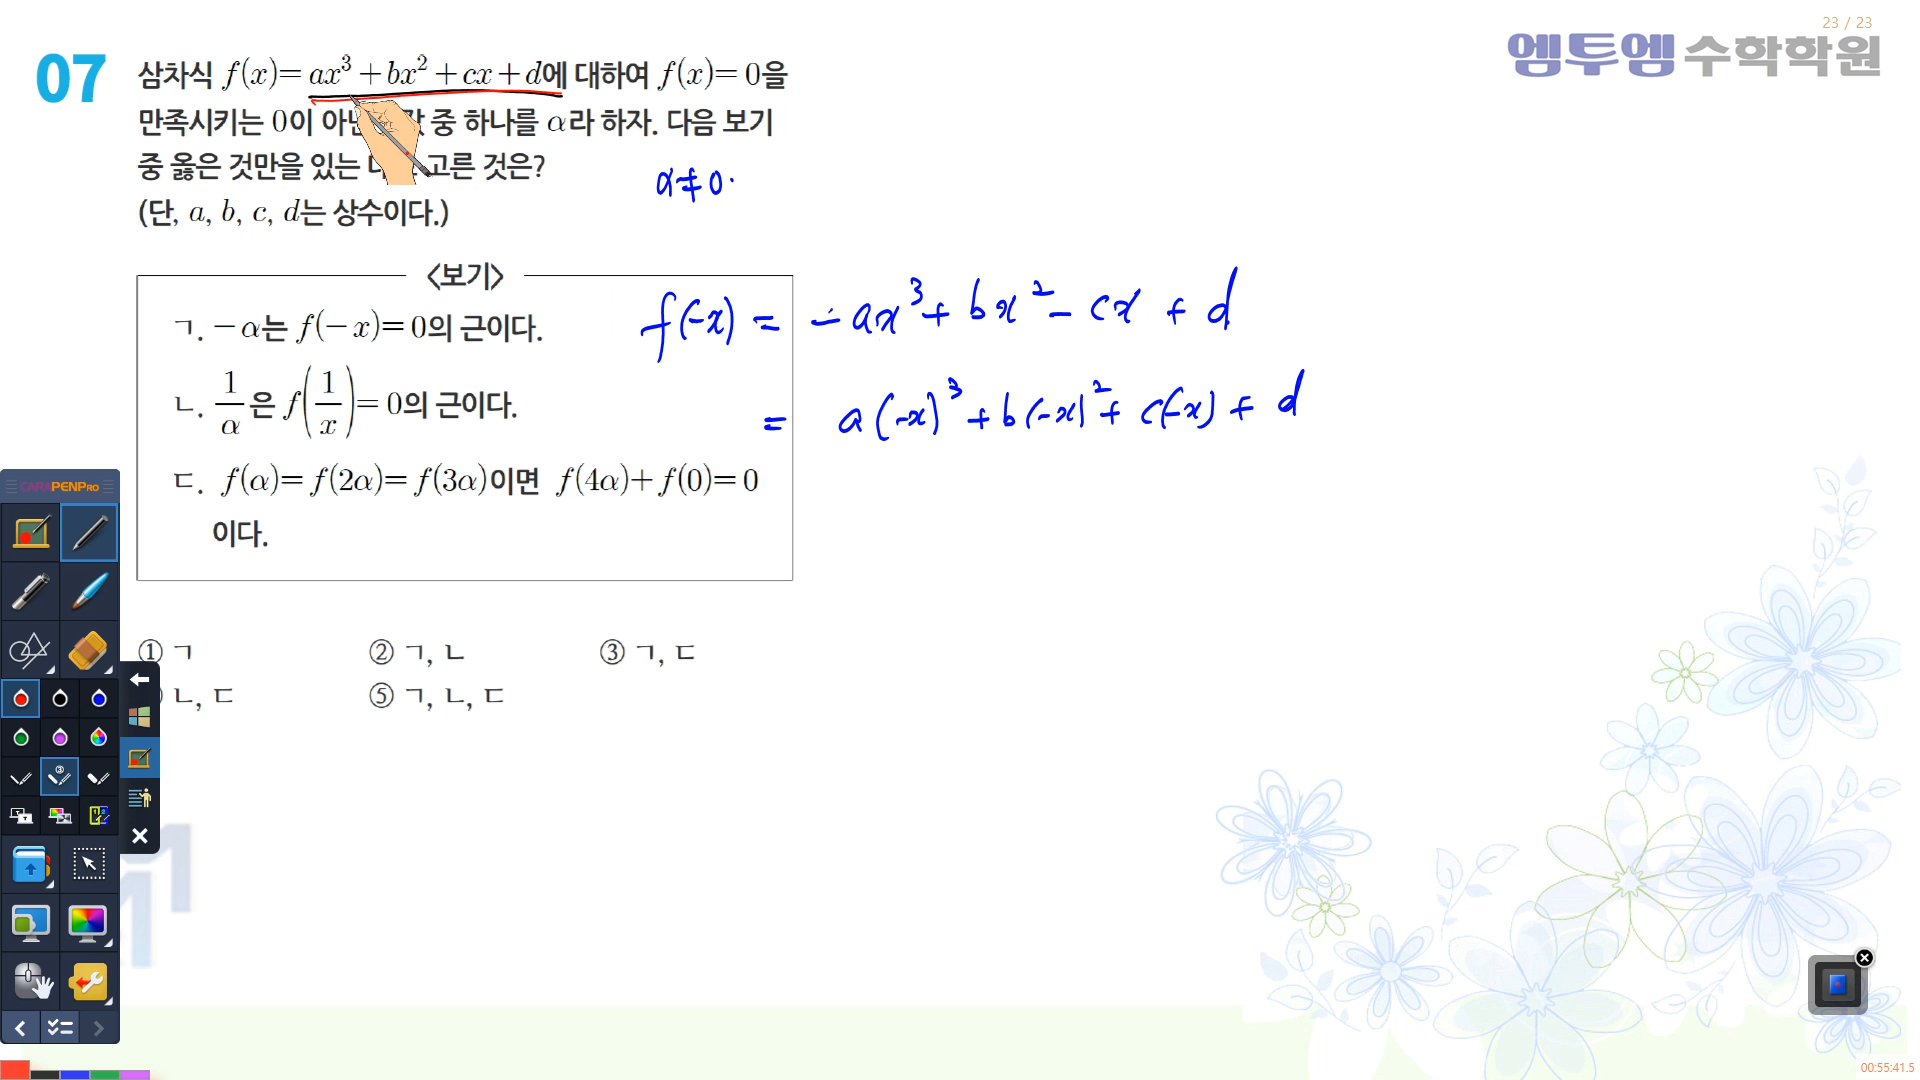 23 / 23
엠투엠수학학원
07
삼차식 f(x)=ax³+bx²+cx+d에 대하여 f(x)=0을
만족시키는 0이 아닌 중 하나를 α라 하자. 다음 보기
중 옳은 것만을 있는 고른 것은?
α≠0.
(단, a, b, c, d는 상수이다.)
<보기>
ㄱ. -α는 f(-x)=0의 근이다.
f(-x) = -ax³+bx²-cx+d
ㄴ. 1/α은 f(1/x)=0의 근이다.
= a(-x)³+b(-x)²+c(-x)+d
ㄷ. f(α)=f(2α)=f(3α)이면 f(4α)+f(0)=0
이다.
① ㄱ ② ㄱ, ㄴ ③ ㄱ, ㄷ
ㄴ, ㄷ ⑤ ㄱ, ㄴ, ㄷ
CARAPENPRO
00:55:41.5